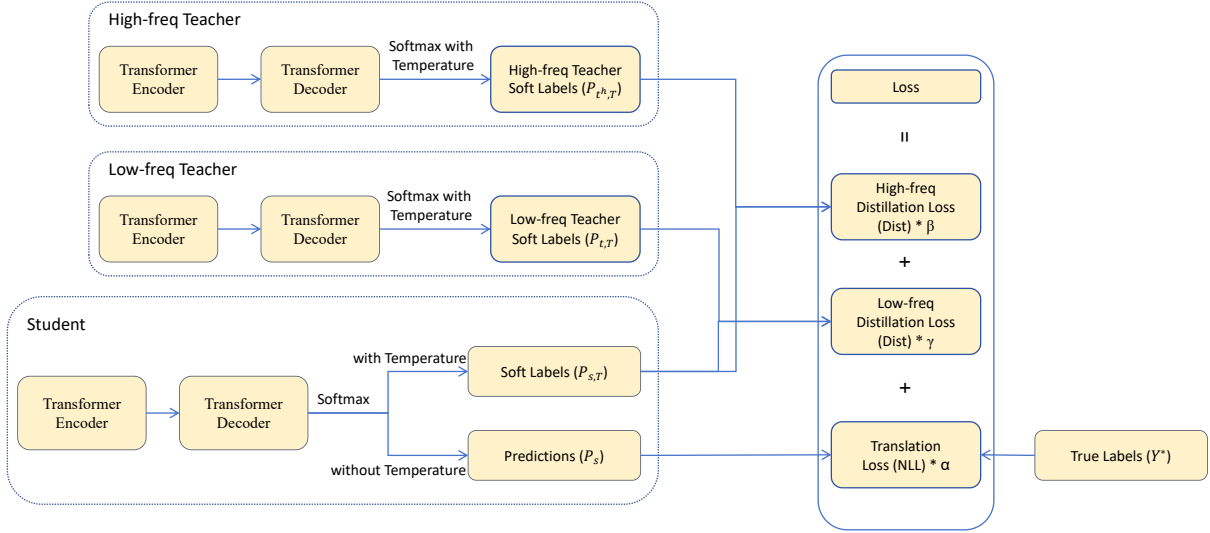 High-freq Teacher
Transformer
Encoder
Transformer
Decoder
Softmax with
Temperature
High-freq Teacher
Soft Labels (P_{t^h,T})
Low-freq Teacher
Transformer
Encoder
Transformer
Decoder
Softmax with
Temperature
Low-freq Teacher
Soft Labels (P_{t,T})
Student
Transformer
Encoder
Transformer
Decoder
Softmax
with Temperature
Soft Labels (P_{s,T})
without Temperature
Predictions (P_s)
Loss
=
High-freq
Distillation Loss
(Dist) * β
+
Low-freq
Distillation Loss
(Dist) * γ
+
Translation
Loss (NLL) * α
True Labels (Y*)